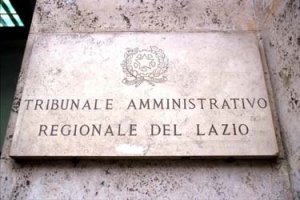 TRIBUNALE AMMINISTRATIVO
REGIONALE DEL LAZIO